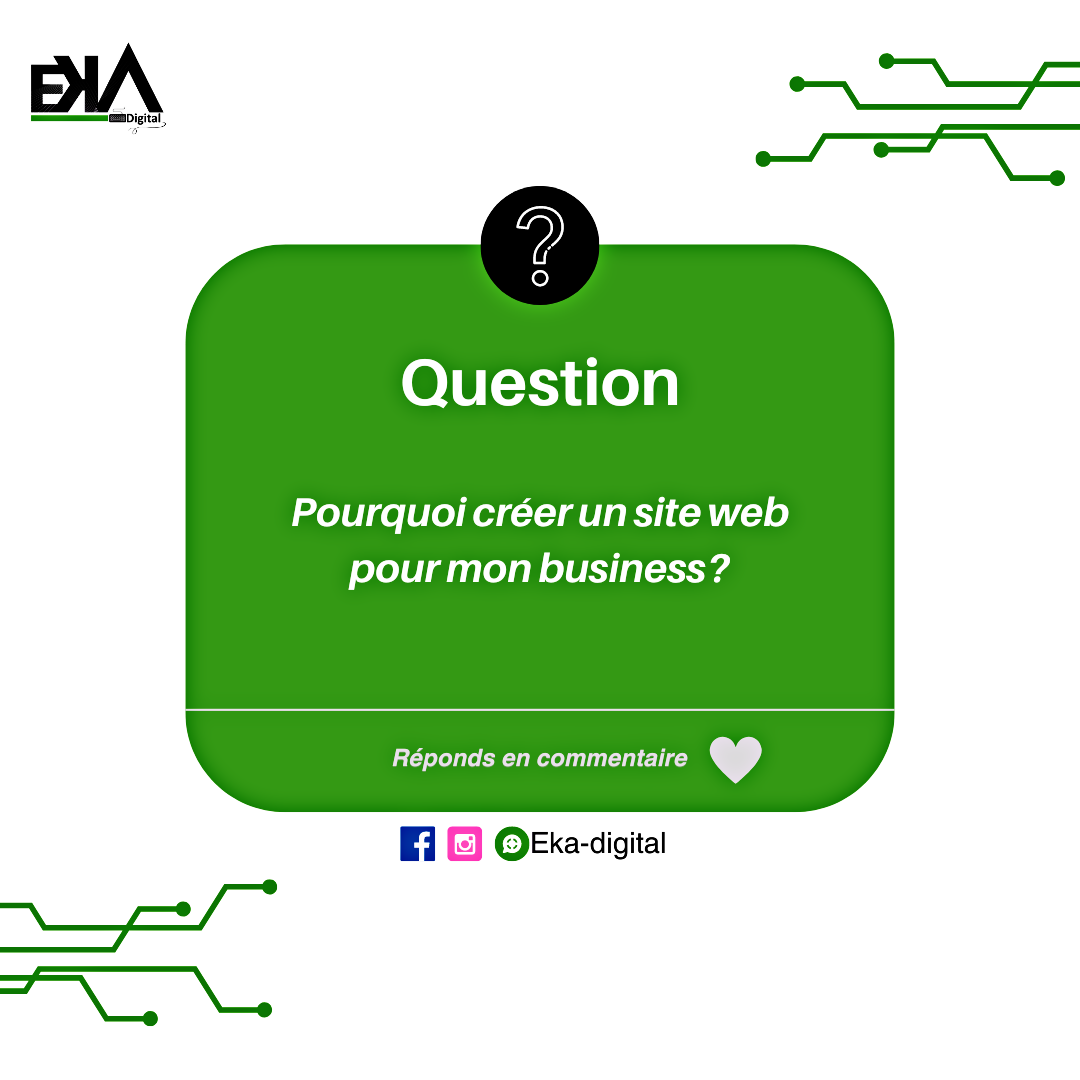 EKA
Digital
Question
Pourquoi créer un site web
pour mon business?
Réponds en commentaire
Eka-digital